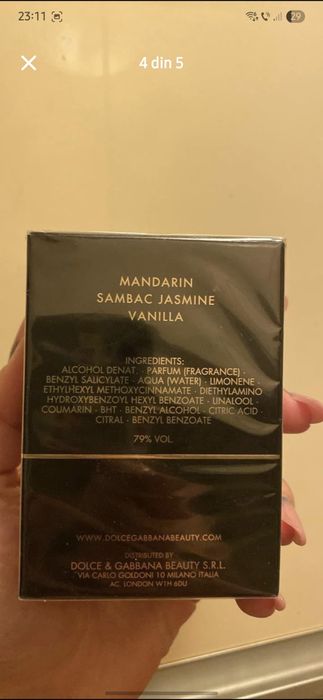 23:11
29
4 din 5
MANDARIN
SAMBAC JASMINE
VANILLA
INGREDIENTS:
ALCOHOL DENAT. · PARFUM (FRAGRANCE) ·
BENZYL SALICYLATE · AQUA (WATER) · LIMONENE ·
ETHYLHEXYL METHOXYCINNAMATE · DIETHYLAMINO
HYDROXYBENZOYL HEXYL BENZOATE · LINALOOL ·
COUMARIN · BHT · BENZYL ALCOHOL · CITRIC ACID ·
CITRAL · BENZYL BENZOATE
79% VOL.
WWW.DOLCEGABBANABEAUTY.COM
DISTRIBUTED BY
DOLCE & GABBANA BEAUTY S.R.L.
VIA CARLO GOLDONI 10 MILANO ITALIA
AC. LONDON W1H 6DU